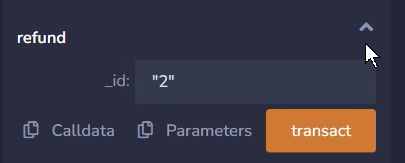 refund
_id: "2"
Calldata Parameters transact